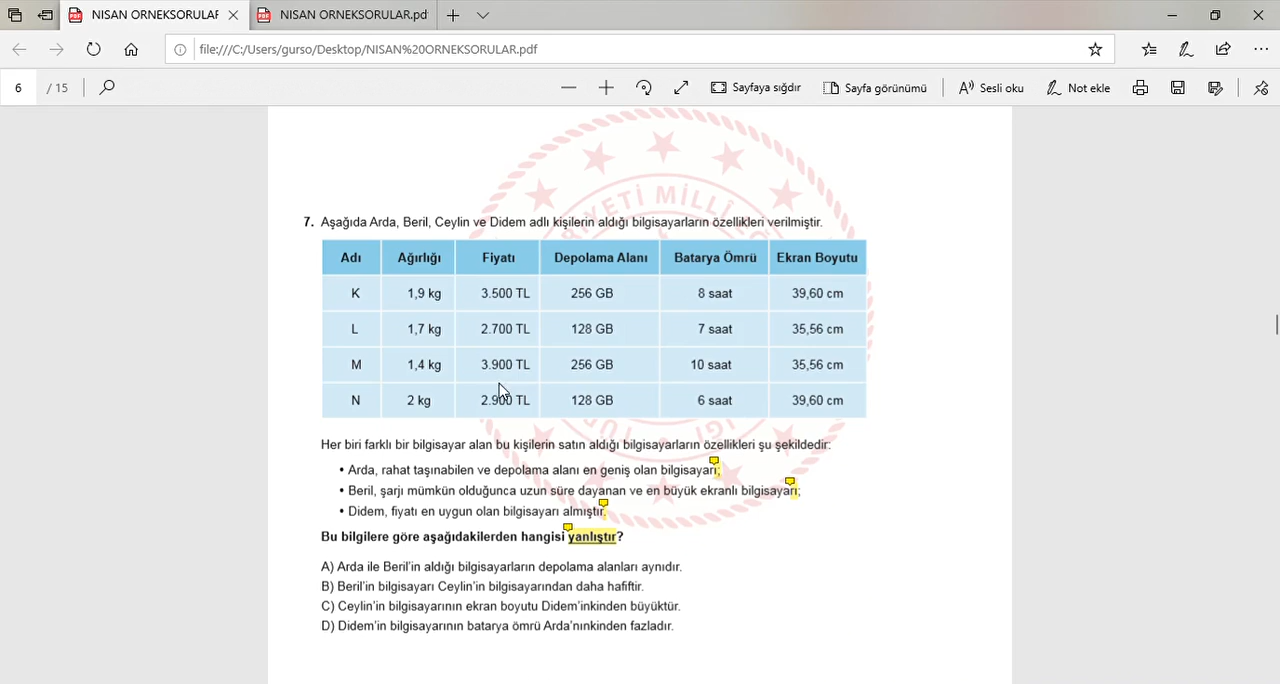 NISAN ORNEKSORULAR
NISAN ORNEKSORULAR.pd
file:///C:/Users/gurso/Desktop/NISAN%20ORNEKSORULAR.pdf
6 / 15 Sayfaya sığdır Sayfa görünümü Sesli oku Not ekle
7. Aşağıda Arda, Beril, Ceylin ve Didem adlı kişilerin aldığı bilgisayarların özellikleri verilmiştir.
Adı Ağırlığı Fiyatı Depolama Alanı Batarya Ömrü Ekran Boyutu
K 1,9 kg 3.500 TL 256 GB 8 saat 39,60 cm
L 1,7 kg 2.700 TL 128 GB 7 saat 35,56 cm
M 1,4 kg 3.900 TL 256 GB 10 saat 35,56 cm
N 2 kg 2.900 TL 128 GB 6 saat 39,60 cm
Her biri farklı bir bilgisayar alan bu kişilerin satın aldığı bilgisayarların özellikleri şu şekildedir:
• Arda, rahat taşınabilen ve depolama alanı en geniş olan bilgisayarı;
• Beril, şarjı mümkün olduğunca uzun süre dayanan ve en büyük ekranlı bilgisayarı;
• Didem, fiyatı en uygun olan bilgisayarı almıştır.
Bu bilgilere göre aşağıdakilerden hangisi yanlıştır?
A) Arda ile Beril'in aldığı bilgisayarların depolama alanları aynıdır.
B) Beril'in bilgisayarı Ceylin'in bilgisayarından daha hafiftir.
C) Ceylin'in bilgisayarının ekran boyutu Didem'inkinden büyüktür.
D) Didem'in bilgisayarının batarya ömrü Arda'nınkinden fazladır.